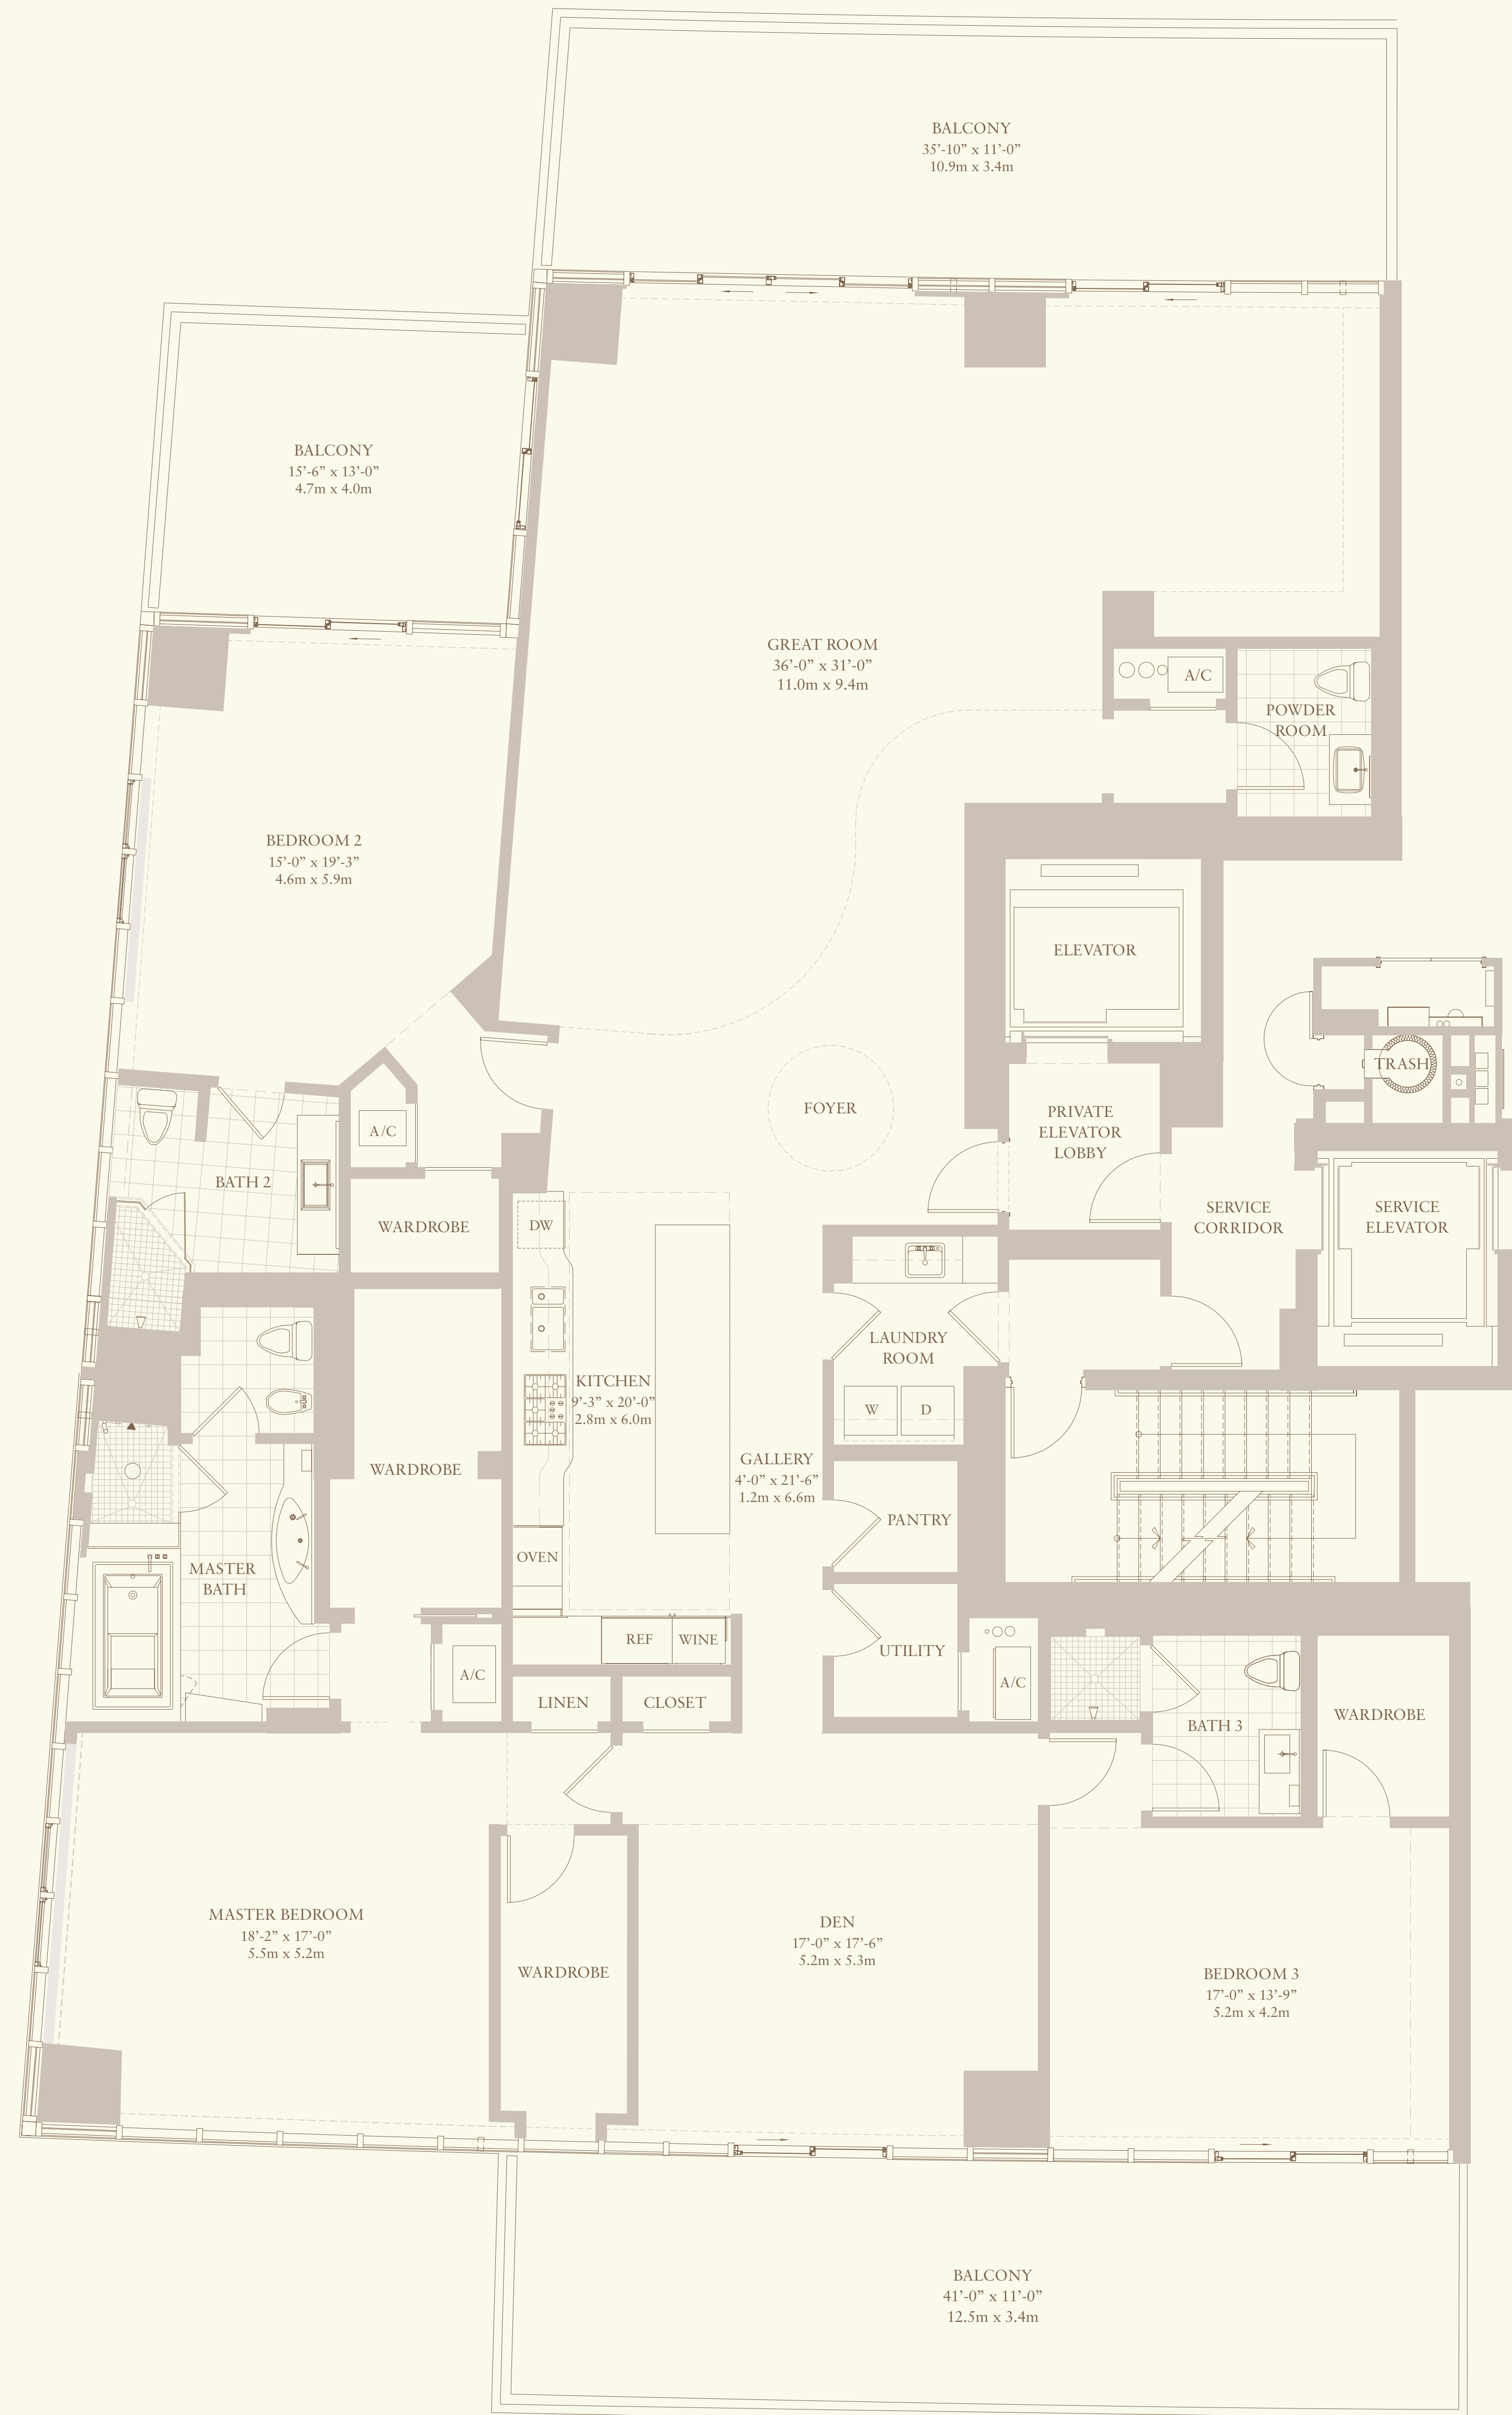 BALCONY
35’-10” x 11’-0”
10.9m x 3.4m
BALCONY
15’-6” x 13’-0”
4.7m x 4.0m
GREAT ROOM
36’-0” x 31’-0”
11.0m x 9.4m
A/C
POWDER
ROOM
BEDROOM 2
15’-0” x 19’-3”
4.6m x 5.9m
ELEVATOR
TRASH
FOYER
PRIVATE
ELEVATOR
LOBBY
A/C
BATH 2
WARDROBE
DW
SERVICE
CORRIDOR
SERVICE
ELEVATOR
LAUNDRY
ROOM
KITCHEN
9’-3” x 20’-0”
2.8m x 6.0m
W
D
WARDROBE
GALLERY
4’-0” x 21’-6”
1.2m x 6.6m
PANTRY
OVEN
MASTER
BATH
REF
WINE
UTILITY
A/C
A/C
LINEN
CLOSET
BATH 3
WARDROBE
MASTER BEDROOM
18’-2” x 17’-0”
5.5m x 5.2m
WARDROBE
DEN
17’-0” x 17’-6”
5.2m x 5.3m
BEDROOM 3
17’-0” x 13’-9”
5.2m x 4.2m
BALCONY
41’-0” x 11’-0”
12.5m x 3.4m